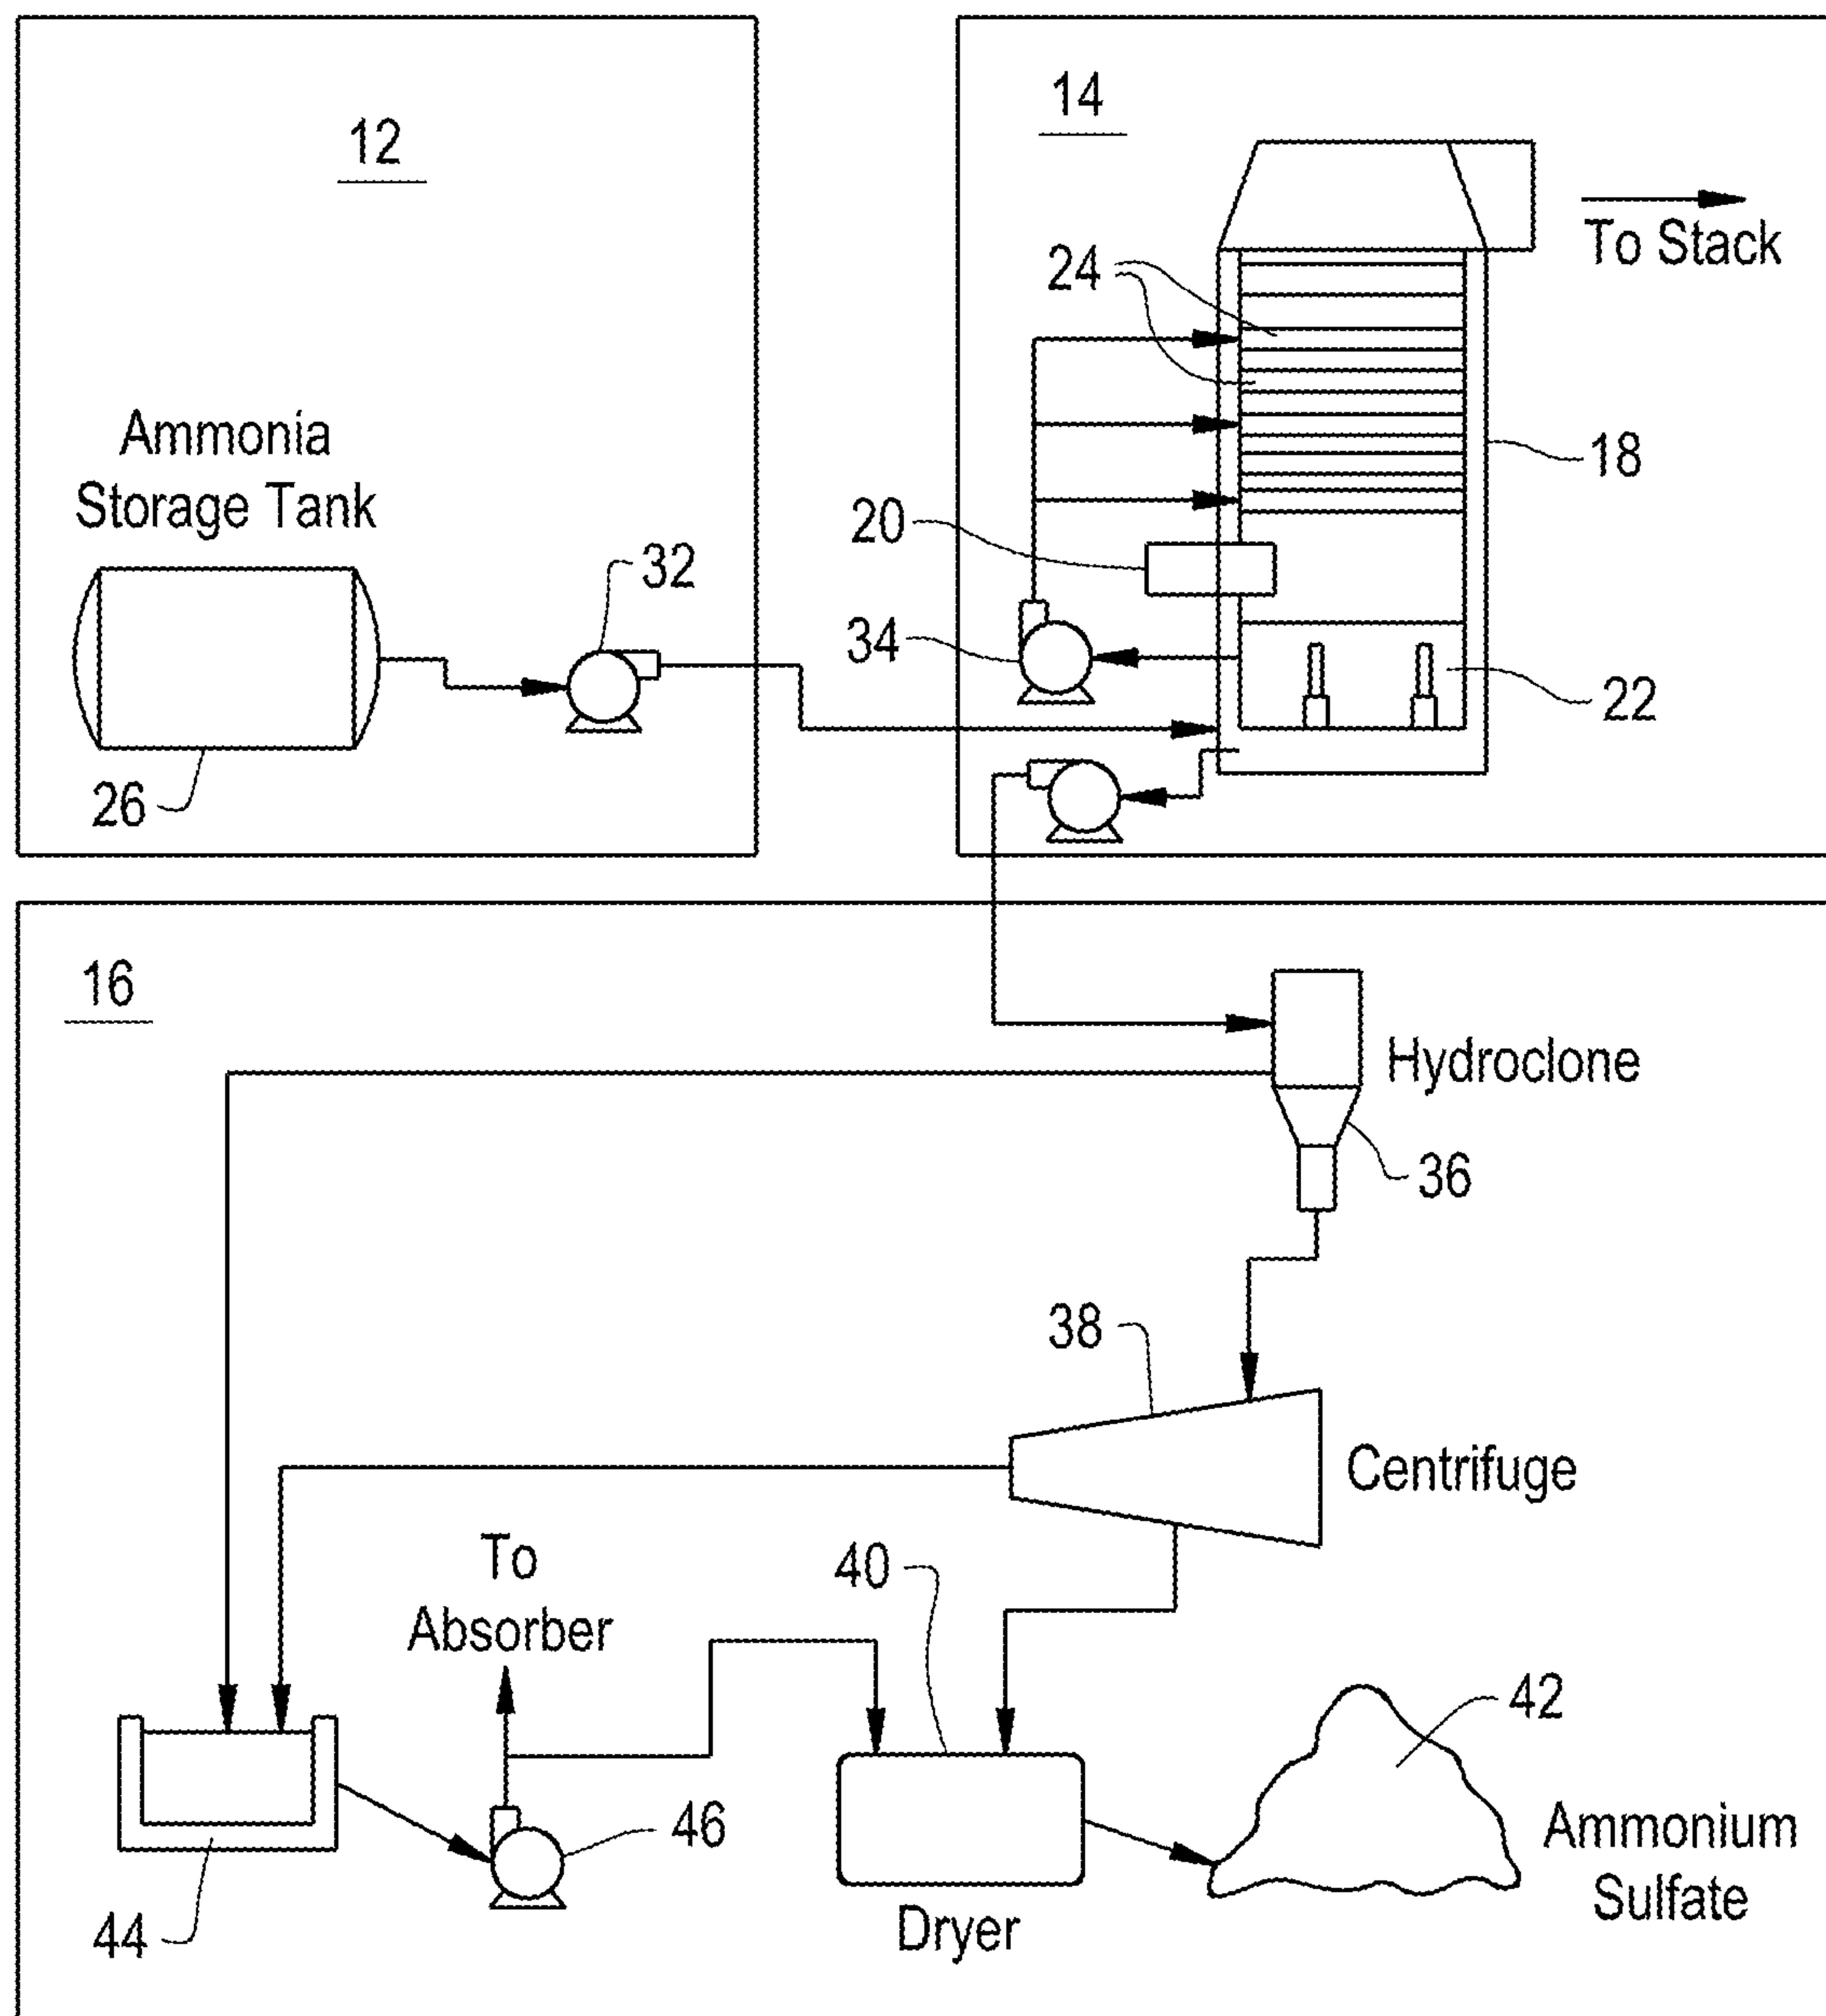 12
14
To Stack
24
Ammonia
Storage Tank
18
20
32
34
22
26
16
Hydroclone
36
38
Centrifuge
To
Absorber
40
42
46
Ammonium
Sulfate
44
Dryer